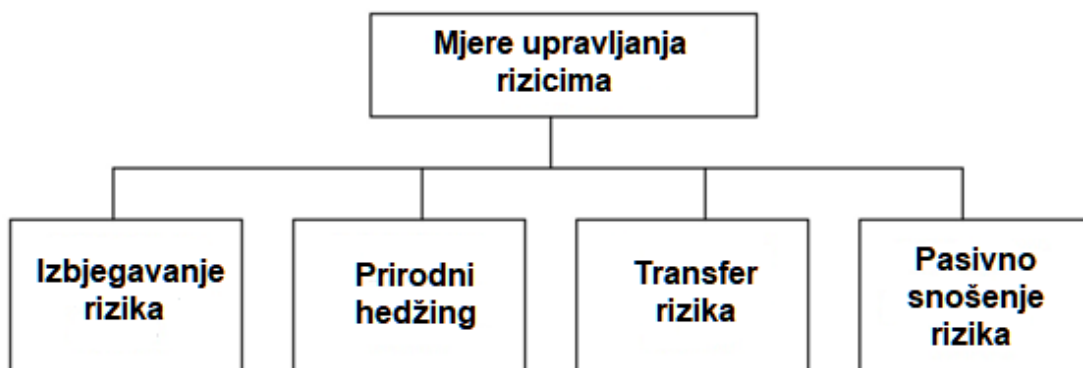 Mjere upravljanja
rizicima
Izbjegavanje
rizika
Prirodni
hedžing
Transfer
rizika
Pasivno
snošenje
rizika